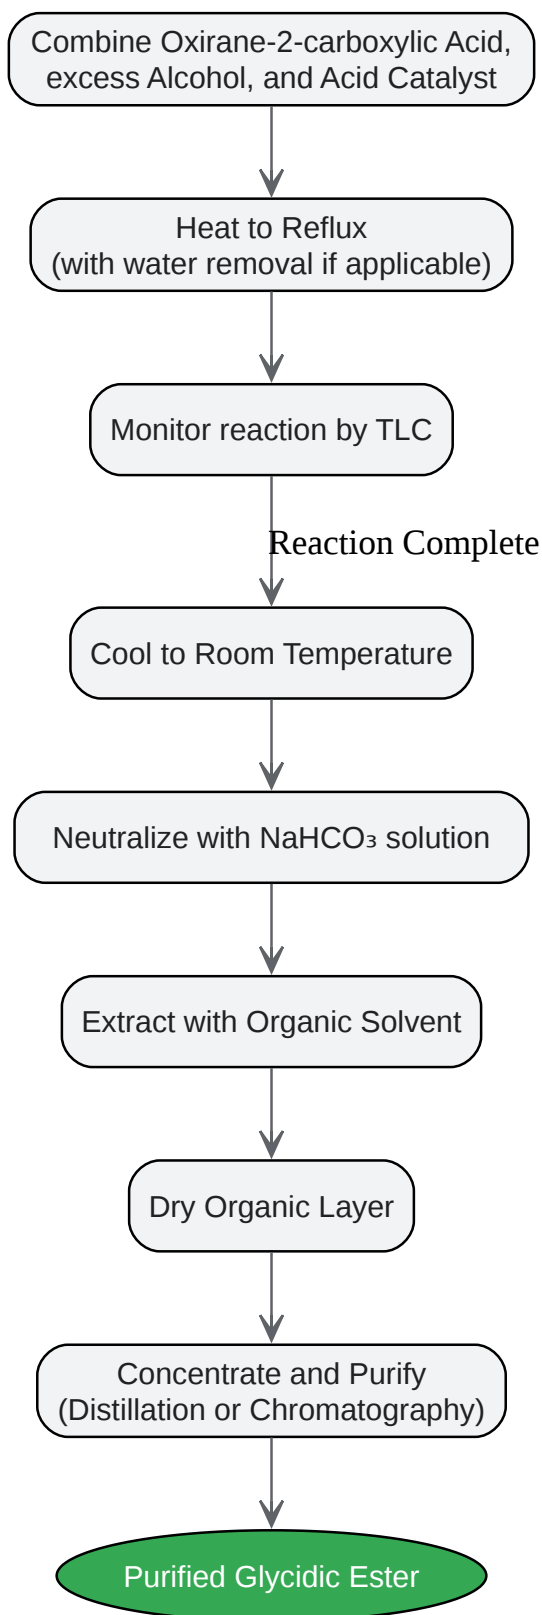 Combine Oxirane-2-carboxylic Acid,
excess Alcohol, and Acid Catalyst
Heat to Reflux
(with water removal if applicable)
Monitor reaction by TLC
Reaction Complete
Cool to Room Temperature
Neutralize with NaHCO₃ solution
Extract with Organic Solvent
Dry Organic Layer
Concentrate and Purify
(Distillation or Chromatography)
Purified Glycidic Ester